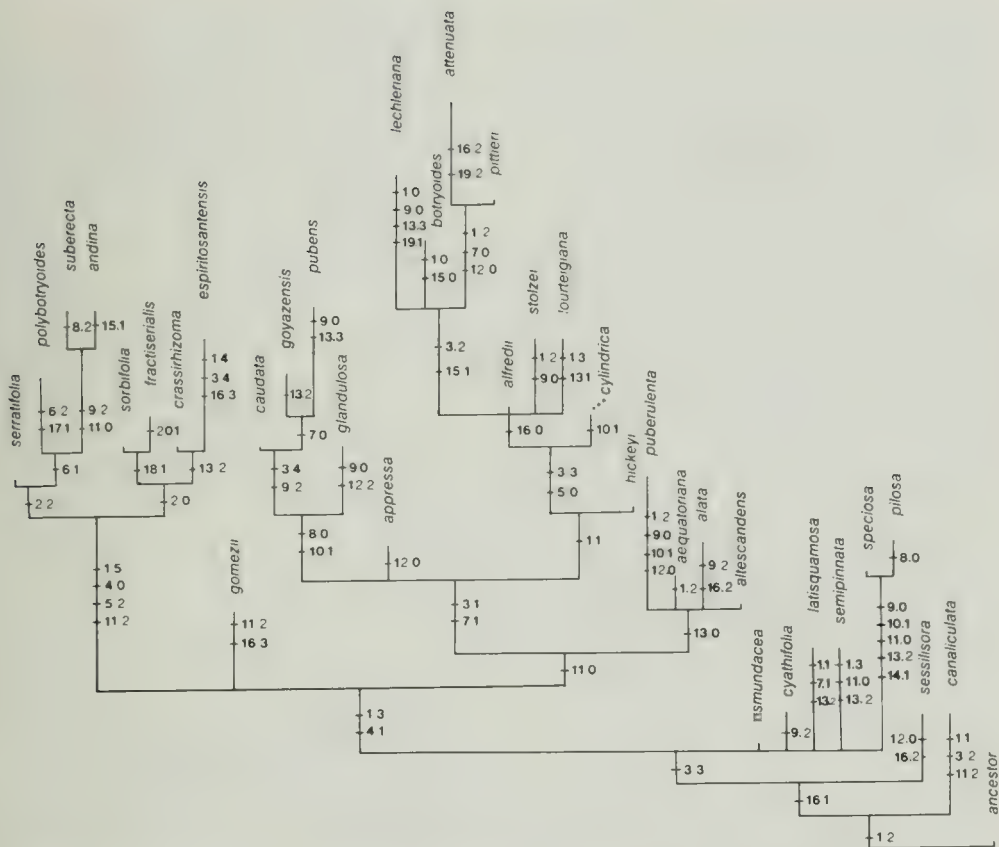 serratifolia
polybotryoides
suberecta
andina
sorbifolia
fractiserialis
crassirhizoma
espiritosantensis
gomezii
caudata
goyazensis
pubens
glandulosa
appressa
lechleriana
botryoides
attenuata
pittieri
alfredii
stolzei
lourteigiana
cylindrica
hickeyi
puberulenta
aequatoriana
alata
altescandens
osmundacea
cyathifolia
latisquamosa
semipinnata
speciosa
pilosa
sessilisora
canaliculata
ancestor
2 2
6 2
17 1
6 1
8.2
15.1
9 2
11 0
18 1
20 1
2 0
13 2
1 4
3 4
16 3
1 5
4 0
5 2
11 2
11 2
16 3
3 4
9 2
13 2
9 0
13.3
7 0
9 0
12 2
8 0
10 1
12 0
1 0
9 0
13.3
19 1
1 0
15 0
16 2
19. 2
1. 2
7 0
12 0
3. 2
15 1
16 0
1 2
9 0
1 3
13 1
10 1
3 3
5 0
1 1
3 1
7 1
1. 2
9 0
10 1
12. 0
1. 2
9. 2
16. 2
13 0
11 0
1 3
4 1
9. 2
1.1
7.1
13.2
1. 3
11. 0
13. 2
8. 0
9. 0
10. 1
11. 0
13. 2
14. 1
3 3
12. 0
16. 2
1 1
3 2
11 2
16 1
1 2